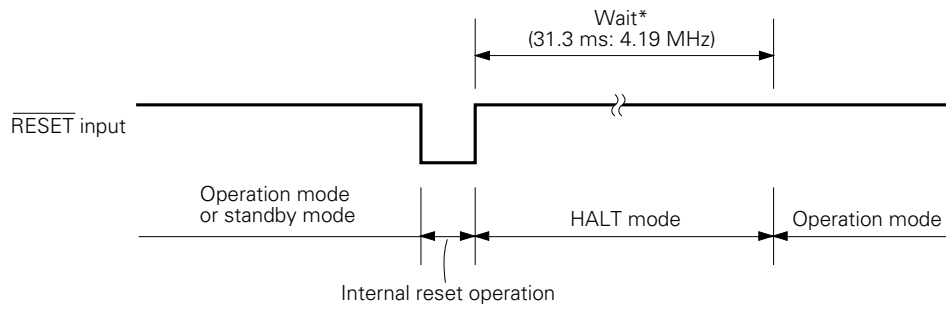 Wait*
(31.3 ms: 4.19 MHz)
RESET input
Operation mode
or standby mode
HALT mode
Operation mode
Internal reset operation